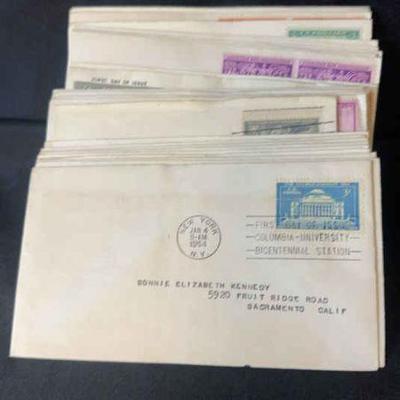 FIRST DAY OF ISSUE
NEW YORK
JAN 4
9-AM
1954
N.Y.
3¢
FIRST DAY OF ISSUE
COLUMBIA-UNIVERSITY
BICENTENNIAL STATION
BONNIE ELIZABETH KENNEDY
5920 FRUIT RIDGE ROAD
SACRAMENTO CALIF